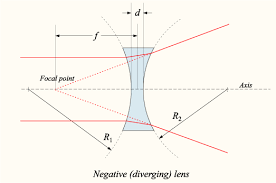 d
f
Focal point
Axis
R1
R2
Negative (diverging) lens